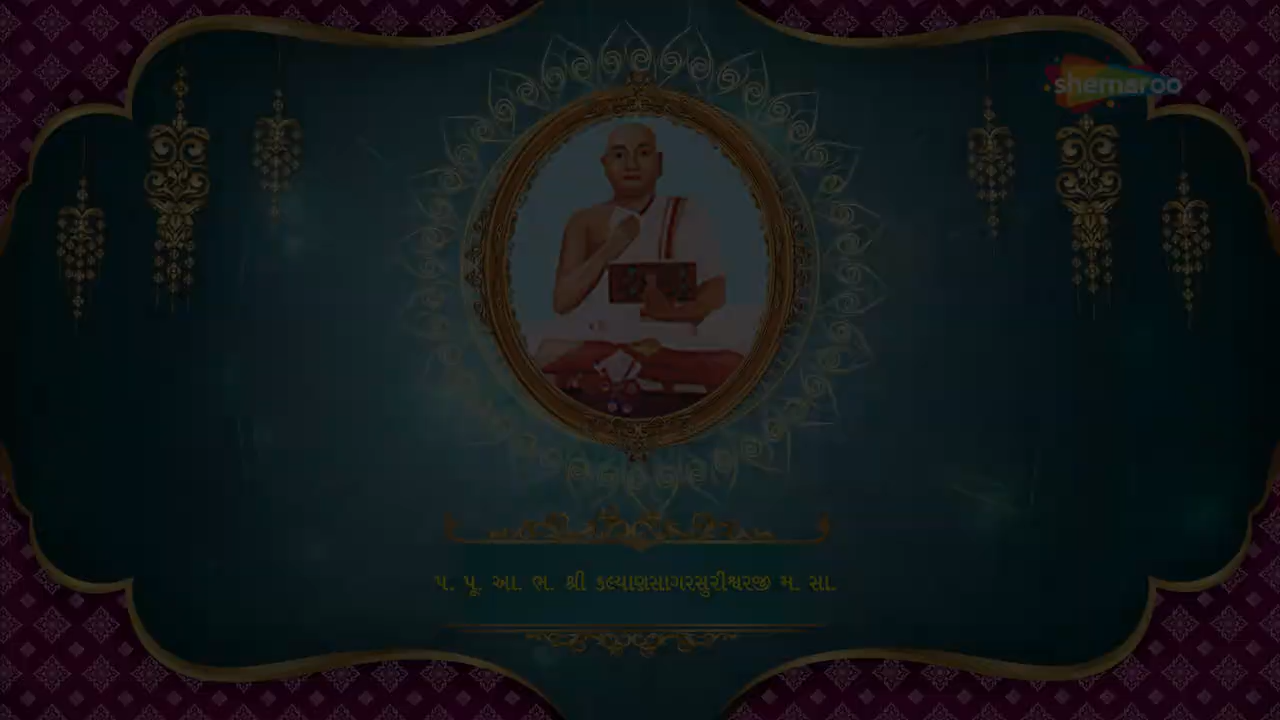 shemaroo
પ. પૂ. આ. ભ. શ્રી કલ્યાણસાગરસુરીશ્વરજી મ. સા.